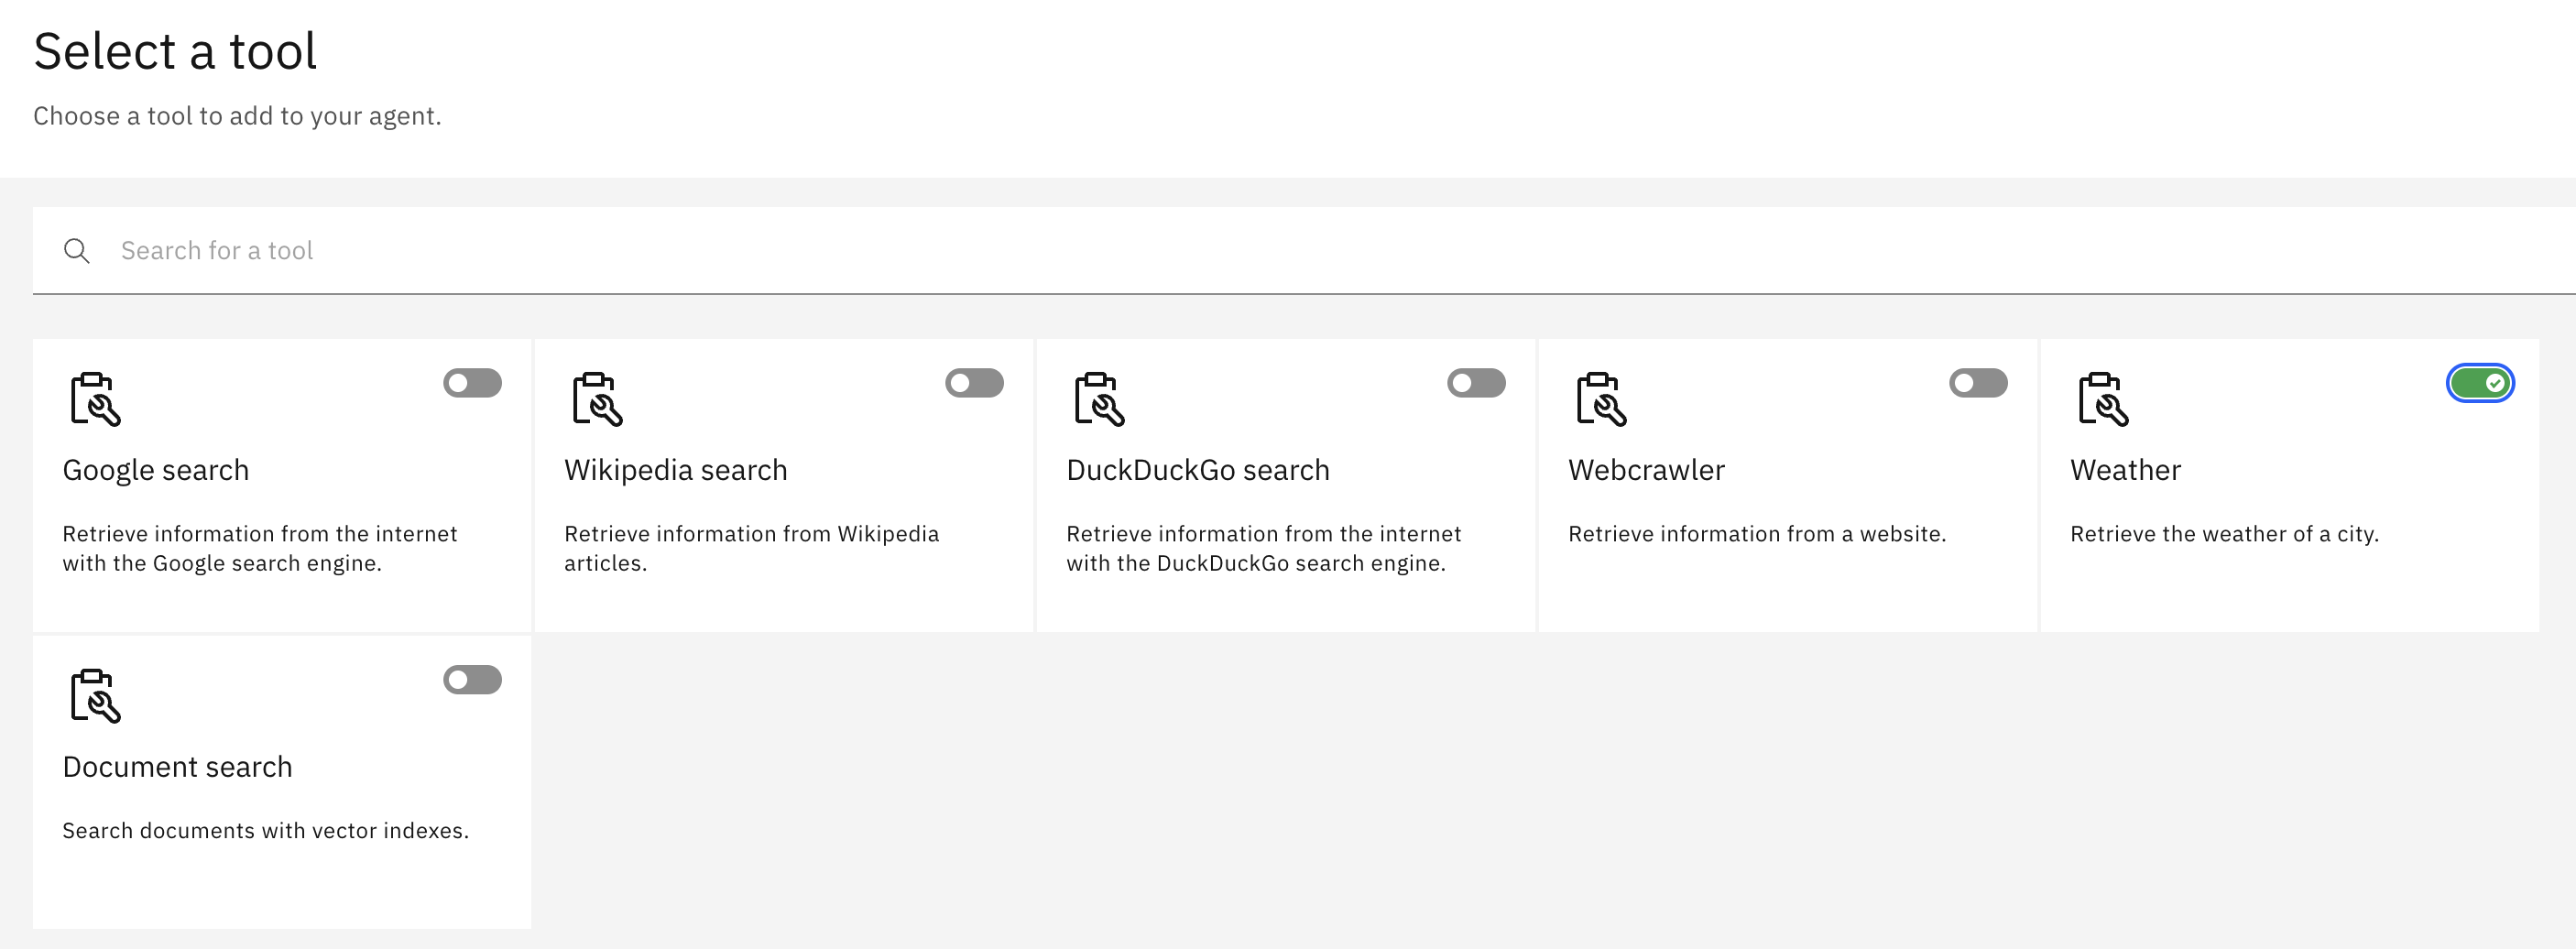 Select a tool
Choose a tool to add to your agent.
Search for a tool
Google search
Retrieve information from the internet
with the Google search engine.
Wikipedia search
Retrieve information from Wikipedia
articles.
DuckDuckGo search
Retrieve information from the internet
with the DuckDuckGo search engine.
Webcrawler
Retrieve information from a website.
Weather
Retrieve the weather of a city.
Document search
Search documents with vector indexes.